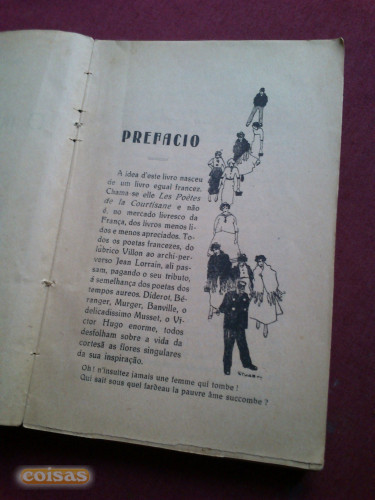 PREFACIO
A idea d'este livro nasceu
de um livro egual francez.
Chama-se elle Les Poètes
de la Courtisane e não
é, no mercado livresco da
França, dos livros menos li-
dos e menos apreciados. To-
dos os poetas francezes, do
lúbrico Villon ao archi-per-
verso Jean Lorrain, ali pas-
sam, pagando o seu tributo,
á semelhança dos poetas dos
tempos aureos. Diderot, Bé-
ranger, Murger, Banville, o
delicadissimo Musset, o Vi-
ctor Hugo enorme, todos
desfolham sobre a vida da
cortesã as flores singulares
da sua inspiração.
Oh! n'insultez jamais une femme qui tombe!
Qui sait sous quel fardeau la pauvre âme succombe?
coisas